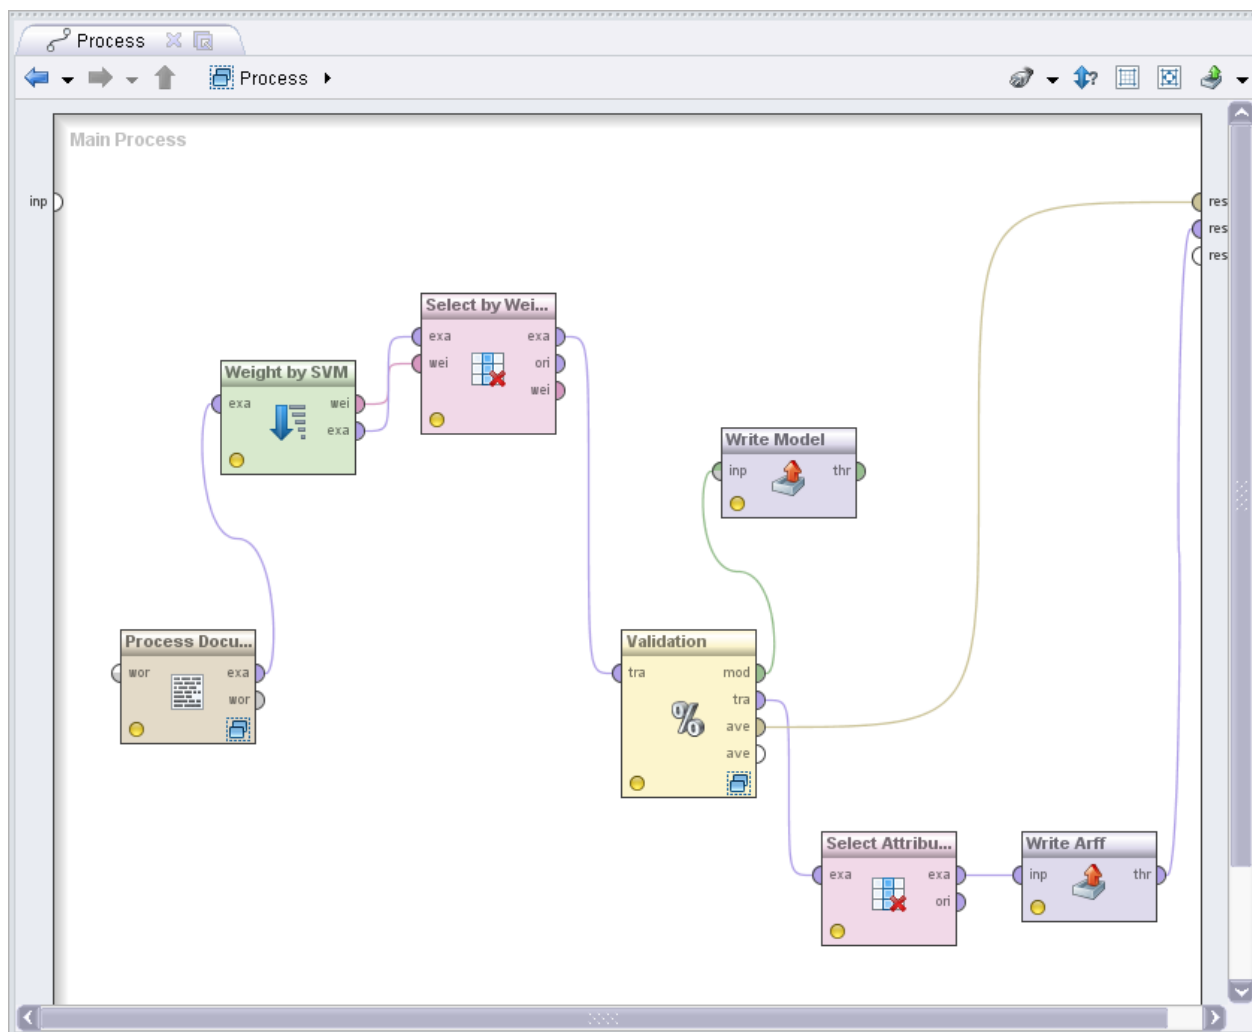 Process
Process
Main Process
inp
res
res
res
Select by Wei...
exa exa
wei ori
wei
Weight by SVM
exa wei
exa
Write Model
inp thr
Process Docu...
wor exa
wor
Validation
tra mod
tra
ave
ave
%
Select Attribu...
exa exa
ori
Write Arff
inp thr